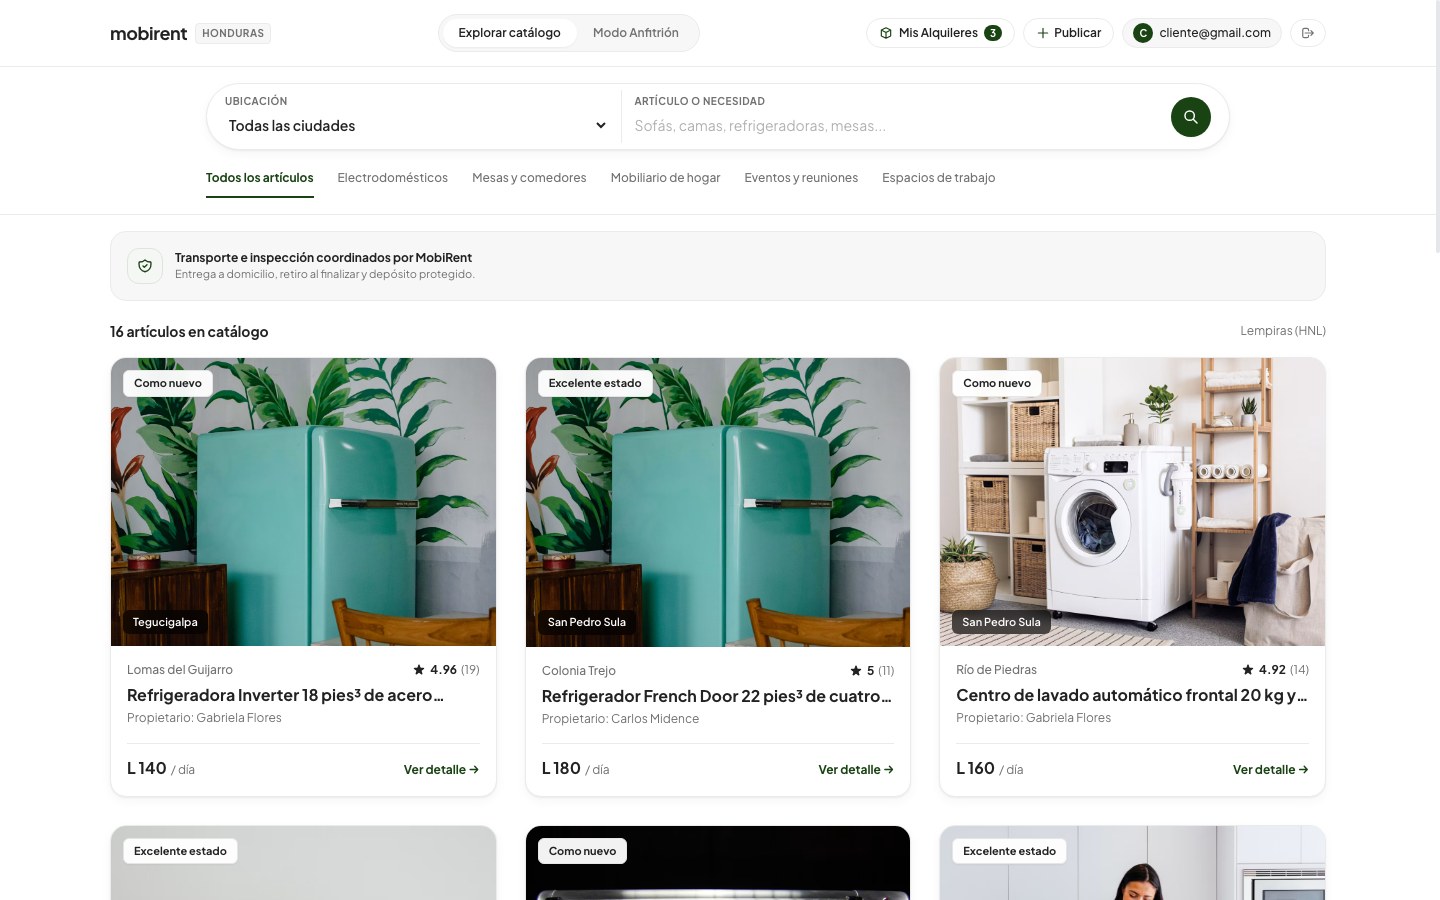 mobirent HONDURAS
Explorar catálogo Modo Anfitrión
Mis Alquileres 3
Publicar
C cliente@gmail.com
UBICACIÓN
Todas las ciudades
ARTÍCULO O NECESIDAD
Sofás, camas, refrigeradoras, mesas...
Todos los artículos Electrodomésticos Mesas y comedores Mobiliario de hogar Eventos y reuniones Espacios de trabajo
Transporte e inspección coordinados por MobiRent
Entrega a domicilio, retiro al finalizar y depósito protegido.
16 artículos en catálogo
Lempiras (HNL)
Como nuevo
Tegucigalpa
Lomas del Guijarro
4.96 (19)
Refrigeradora Inverter 18 pies³ de acero...
Propietario: Gabriela Flores
L 140 / día
Ver detalle →
Excelente estado
San Pedro Sula
Colonia Trejo
5 (11)
Refrigerador French Door 22 pies³ de cuatro...
Propietario: Carlos Midence
L 180 / día
Ver detalle →
Como nuevo
San Pedro Sula
Río de Piedras
4.92 (14)
Centro de lavado automático frontal 20 kg y...
Propietario: Gabriela Flores
L 160 / día
Ver detalle →
Excelente estado
Como nuevo
Excelente estado